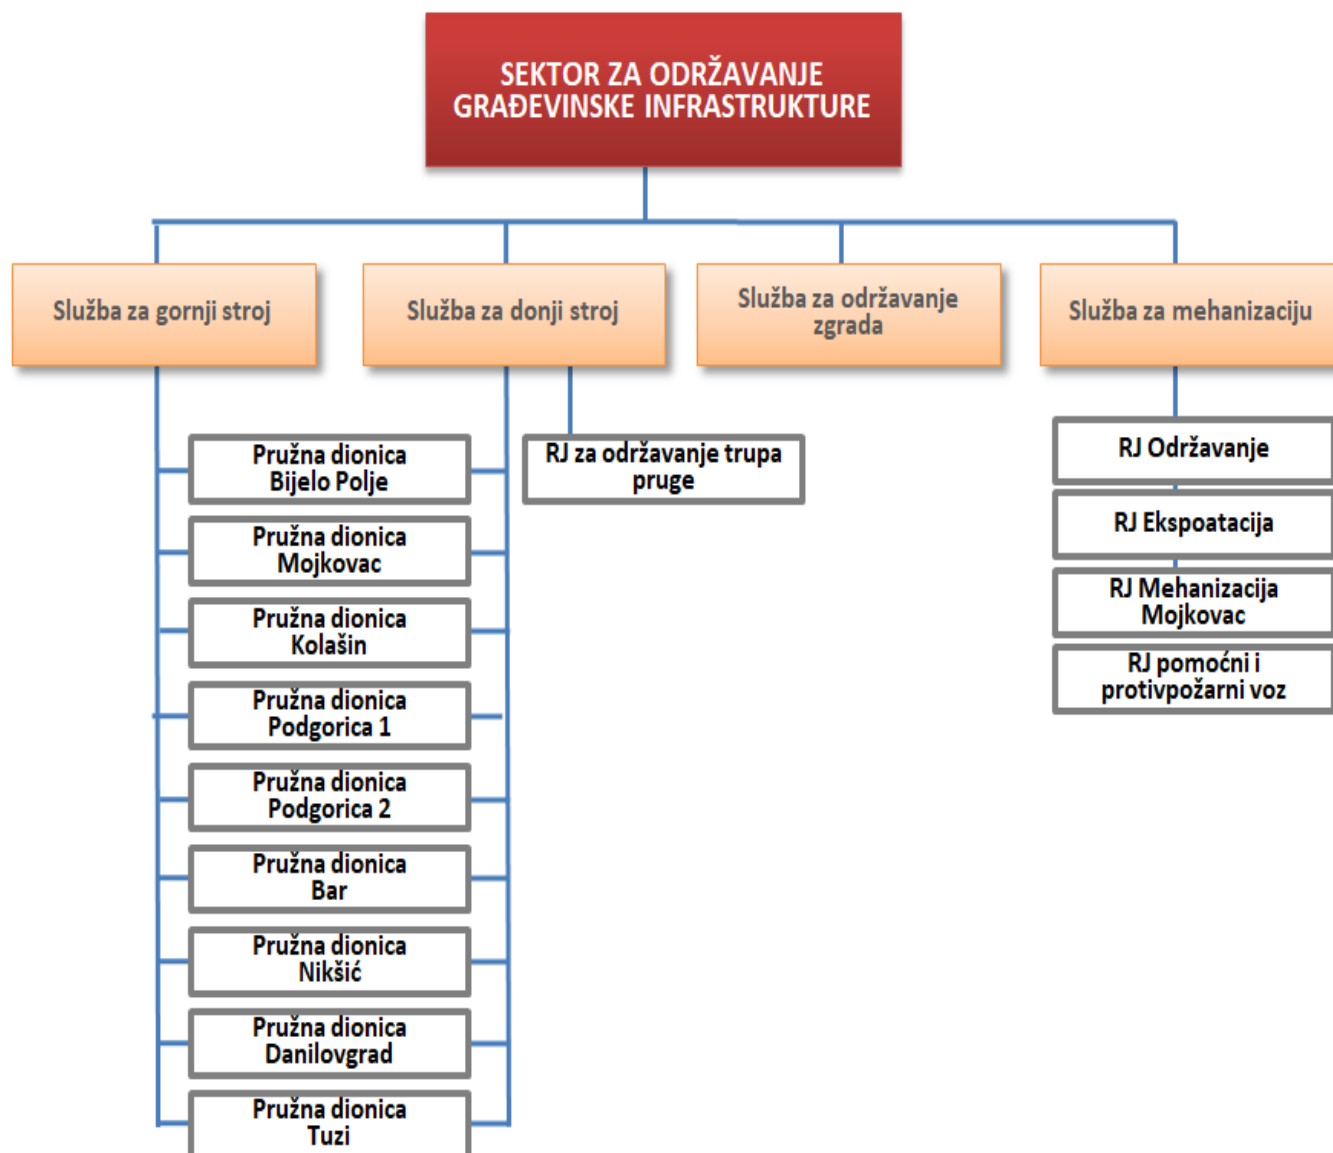 SEKTOR ZA ODRŽAVANJE
GRAĐEVINSKE INFRASTRUKTURE
Služba za gornji stroj
Služba za donji stroj
Služba za održavanje
zgrada
Služba za mehanizaciju
Pružna dionica
Bijelo Polje
Pružna dionica
Mojkovac
Pružna dionica
Kolašin
Pružna dionica
Podgorica 1
Pružna dionica
Podgorica 2
Pružna dionica
Bar
Pružna dionica
Nikšić
Pružna dionica
Danilovgrad
Pružna dionica
Tuzi
RJ za održavanje trupa
pruge
RJ Održavanje
RJ Ekspoatacija
RJ Mehanizacija
Mojkovac
RJ pomoćni i
protivpožarni voz